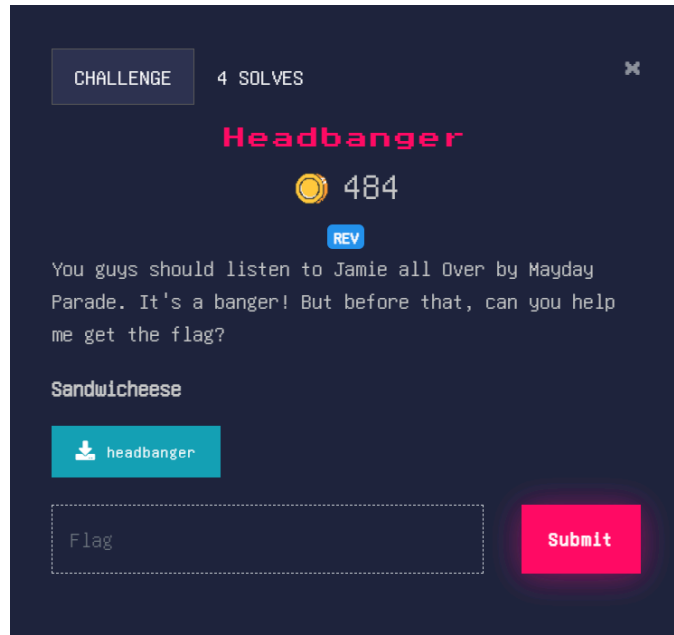 CHALLENGE 4 SOLVES
Headbanger
484
REV
You guys should listen to Jamie all Over by Mayday
Parade. It's a banger! But before that, can you help
me get the flag?
Sandwicheese
headbanger
Flag Submit